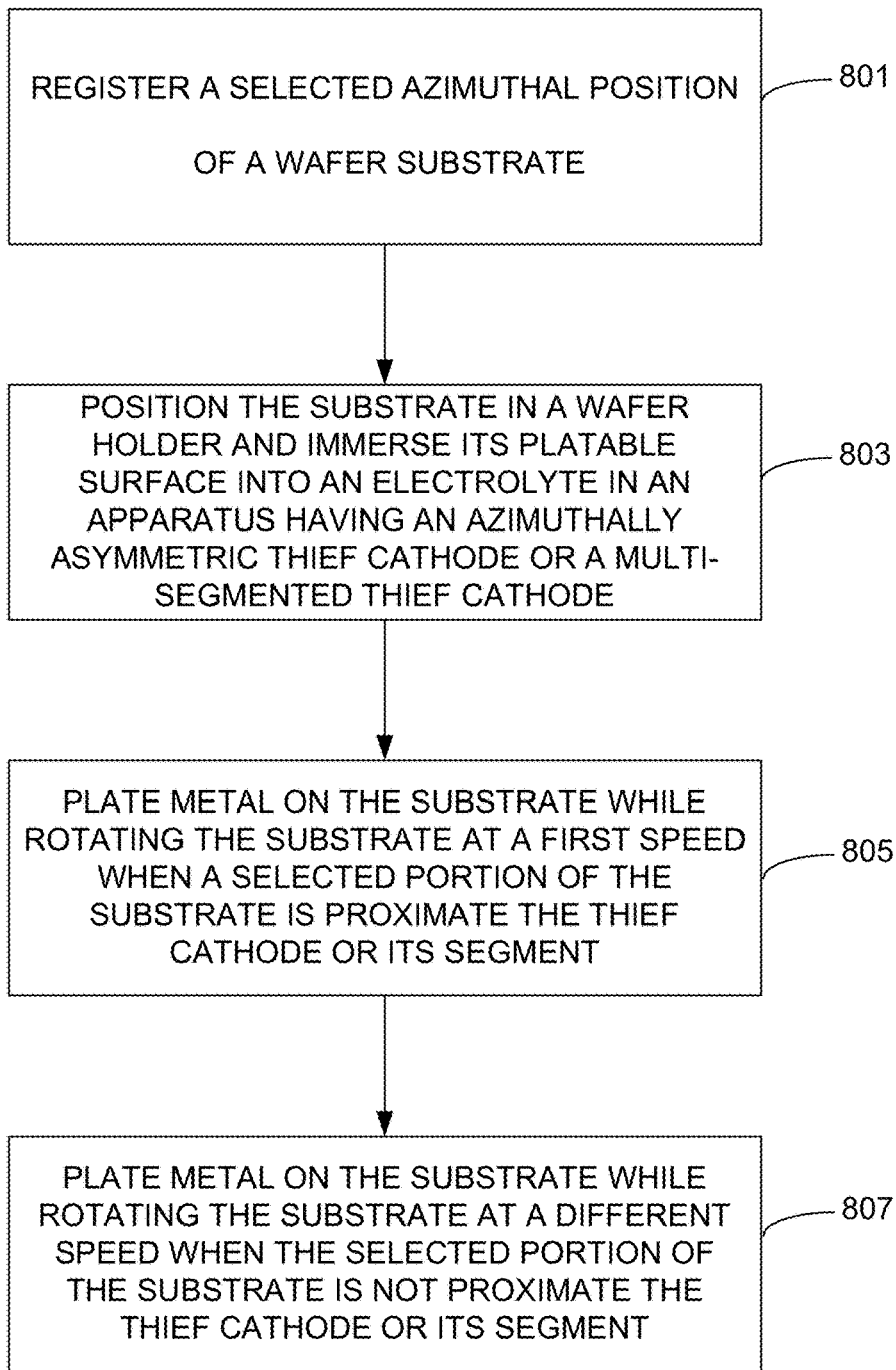 REGISTER A SELECTED AZIMUTHAL POSITION
OF A WAFER SUBSTRATE
801
POSITION THE SUBSTRATE IN A WAFER
HOLDER AND IMMERSE ITS PLATABLE
SURFACE INTO AN ELECTROLYTE IN AN
APPARATUS HAVING AN AZIMUTHALLY
ASYMMETRIC THIEF CATHODE OR A MULTI-
SEGMENTED THIEF CATHODE
803
PLATE METAL ON THE SUBSTRATE WHILE
ROTATING THE SUBSTRATE AT A FIRST SPEED
WHEN A SELECTED PORTION OF THE
SUBSTRATE IS PROXIMATE THE THIEF
CATHODE OR ITS SEGMENT
805
PLATE METAL ON THE SUBSTRATE WHILE
ROTATING THE SUBSTRATE AT A DIFFERENT
SPEED WHEN THE SELECTED PORTION OF
THE SUBSTRATE IS NOT PROXIMATE THE
THIEF CATHODE OR ITS SEGMENT
807